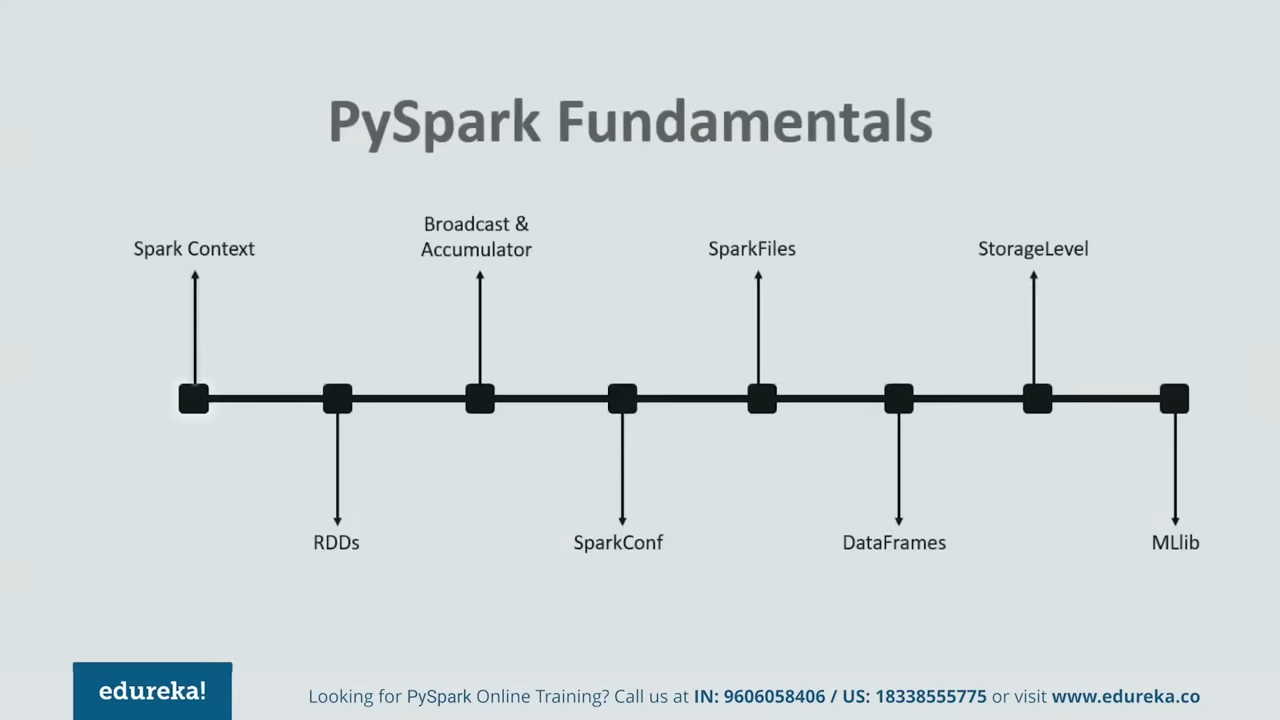 PySpark Fundamentals
Broadcast &
Accumulator
Spark Context
SparkFiles
StorageLevel
RDDs
SparkConf
DataFrames
MLlib
edureka!
Looking for PySpark Online Training? Call us at IN: 9606058406 / US: 18338555775 or visit www.edureka.co